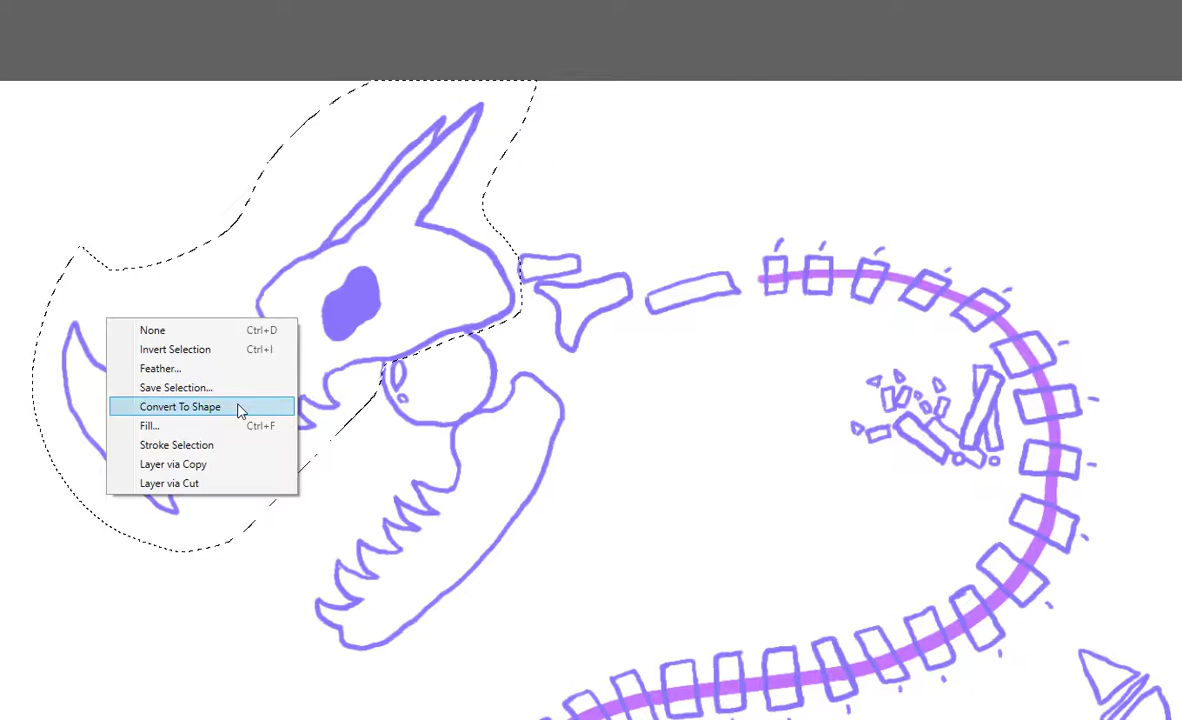 None Ctrl+D
Invert Selection Ctrl+I
Feather...
Save Selection...
Convert To Shape
Fill... Ctrl+F
Stroke Selection
Layer via Copy
Layer via Cut